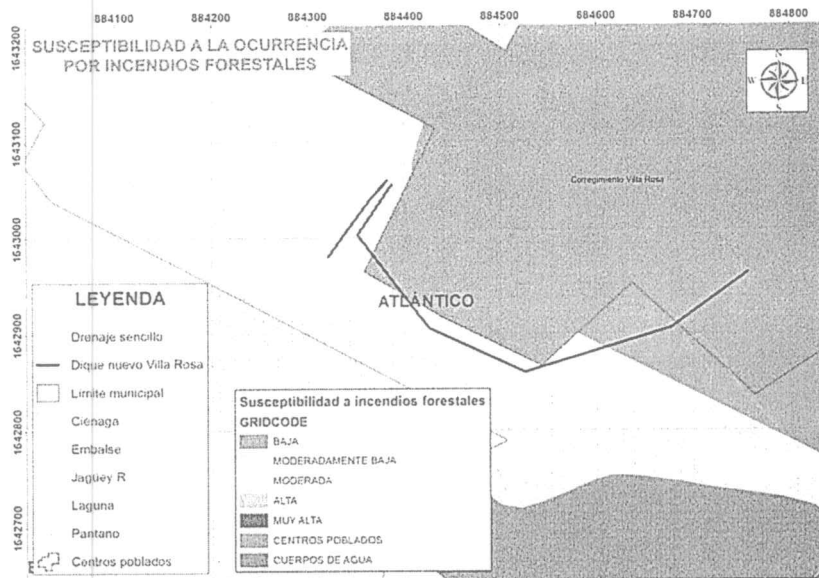 884100 884200 884300 884400 884500 884600 884700 884800
SUSCEPTIBILIDAD A LA OCURRENCIA
POR INCENDIOS FORESTALES
N
W
E
S
1643200
1643100
1643000
1642900
1642800
1642700
Corregimiento Villa Rosa
ATLÁNTICO
LEYENDA
Drenaje sencillo
Dique nuevo Villa Rosa
Límite municipal
Ciénaga
Embalse
Jagüey R
Laguna
Pantano
Centros poblados
Susceptibilidad a incendios forestales
GRIDCODE
BAJA
MODERADAMENTE BAJA
MODERADA
ALTA
MUY ALTA
CENTROS POBLADOS
CUERPOS DE AGUA